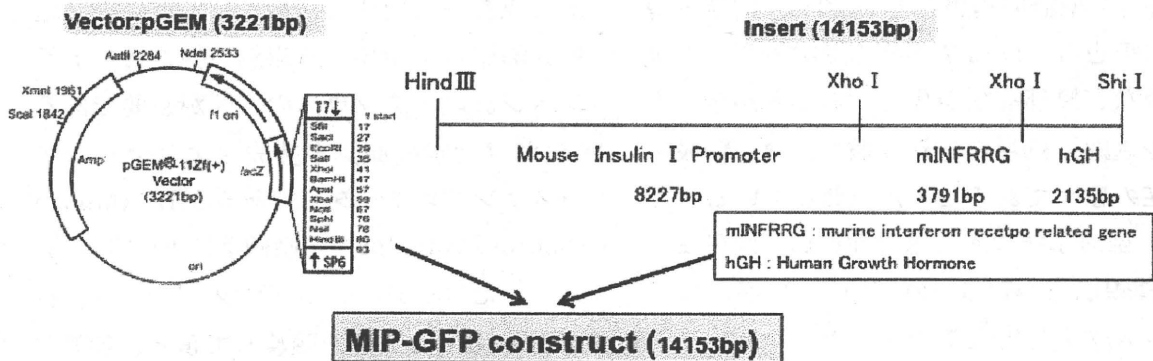 Vector:pGEM (3221bp)
Insert (14153bp)
AatII 2284
NdeI 2533
XmnI 1961
ScaI 1842
f1 ori
Amp
pGEM®-11Zf(+)
Vector
(3221bp)
lacZ
ori
T7↓
1 start
SfiI 17
SacI 27
EcoRI 29
SalI 35
XhoI 41
BamHI 47
ApaI 57
XbaI 59
NotI 67
SphI 76
NsiI 78
HindIII 80
93
↑ SP6
Hind III
Xho I
Xho I
Shi I
Mouse Insulin I Promoter
mINFRRG
hGH
8227bp
3791bp
2135bp
mINFRRG : murine interferon recetpo related gene
hGH : Human Growth Hormone
MIP-GFP construct (14153bp)